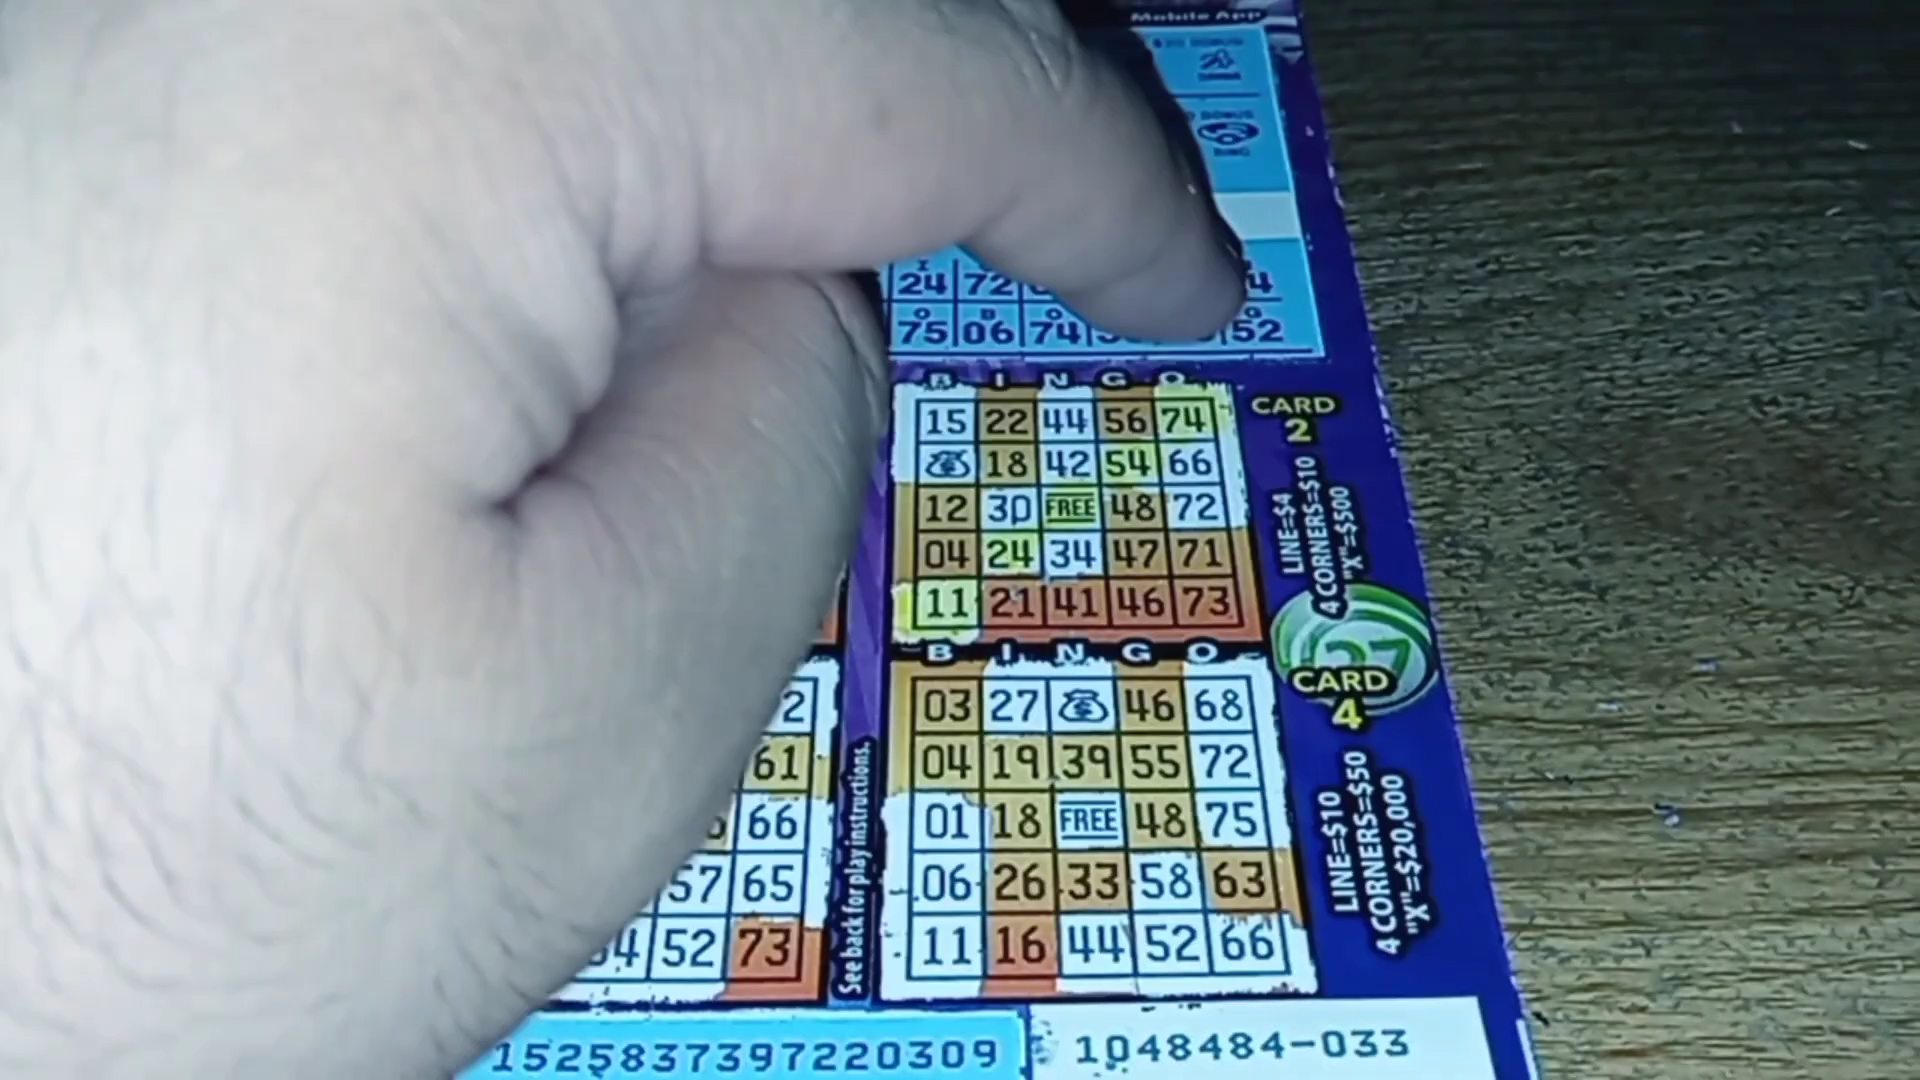 Mobile App
BONUS
BONUS
I
24 72 4
O B O O
75 06 74 52
B I N G O
15 22 44 56 74
18 42 54 66
12 30 FREE 48 72
04 24 34 47 71
11 21 41 46 73
CARD
2
LINE=$4
4 CORNERS=$10
"X"=$500
B I N G O
03 27 46 68
04 19 39 55 72
01 18 FREE 48 75
06 26 33 58 63
11 16 44 52 66
CARD
4
LINE=$10
4 CORNERS=$50
"X"=$20,000
2
61
66
57 65
52 73
See back for play instructions.
1525837397220309
1048484-033